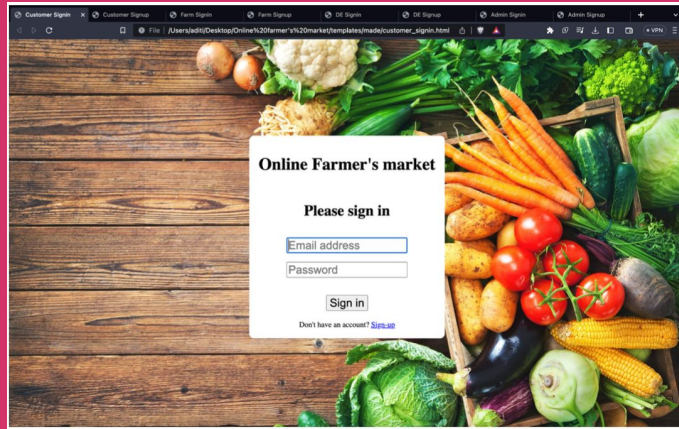 Customer Signin
Customer Signup
Farm Signin
Farm Signup
DE Signin
DE Signup
Admin Signin
Admin Signup
File /Users/aditi/Desktop/Online%20farmer's%20market/templates/made/customer_signin.html
VPN
Online Farmer's market
Please sign in
Email address
Password
Sign in
Don't have an account? Sign-up